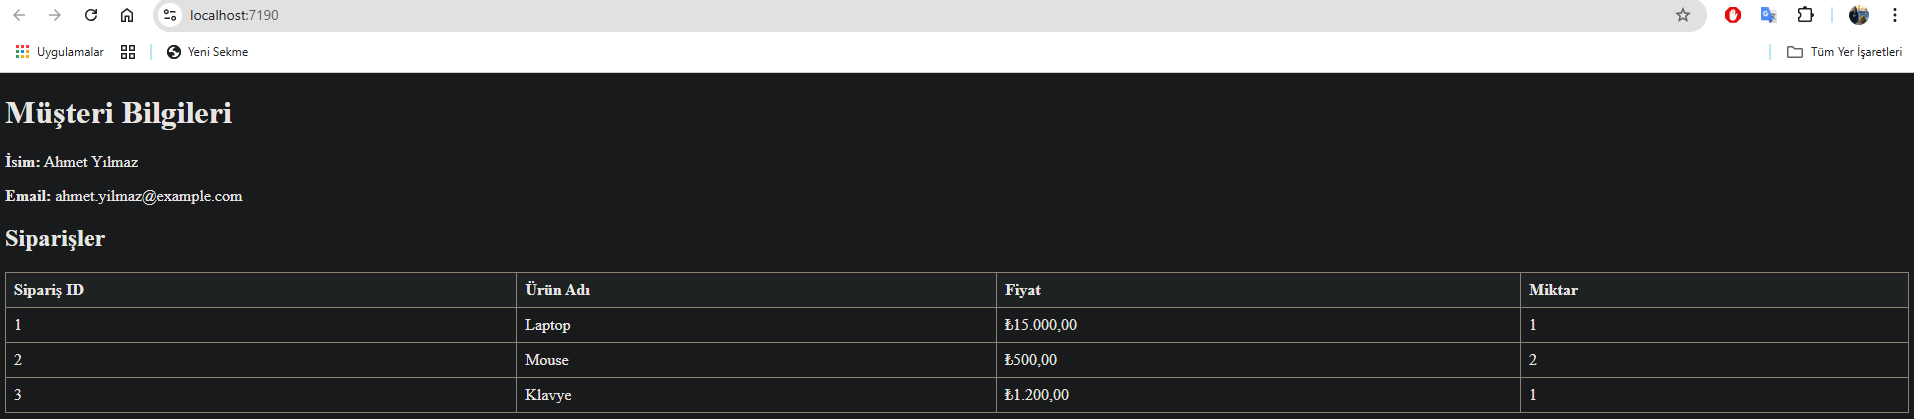 localhost:7190
Uygulamalar Yeni Sekme Tüm Yer İşaretleri
Müşteri Bilgileri
İsim: Ahmet Yılmaz
Email: ahmet.yilmaz@example.com
Siparişler
Sipariş ID Ürün Adı Fiyat Miktar
1 Laptop ₺15.000,00 1
2 Mouse ₺500,00 2
3 Klavye ₺1.200,00 1